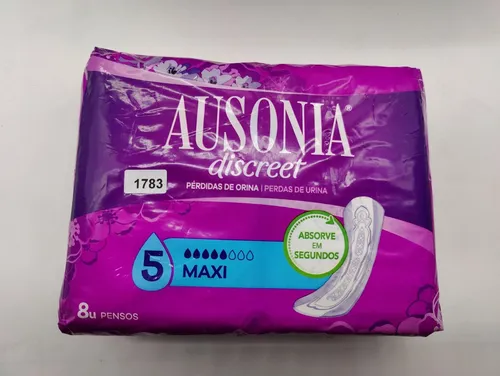 AUSONIA®
discreet
PÉRDIDAS DE ORINA | PERDAS DE URINA
1783
ABSORVE
EM
SEGUNDOS
5
MAXI
8u PENSOS